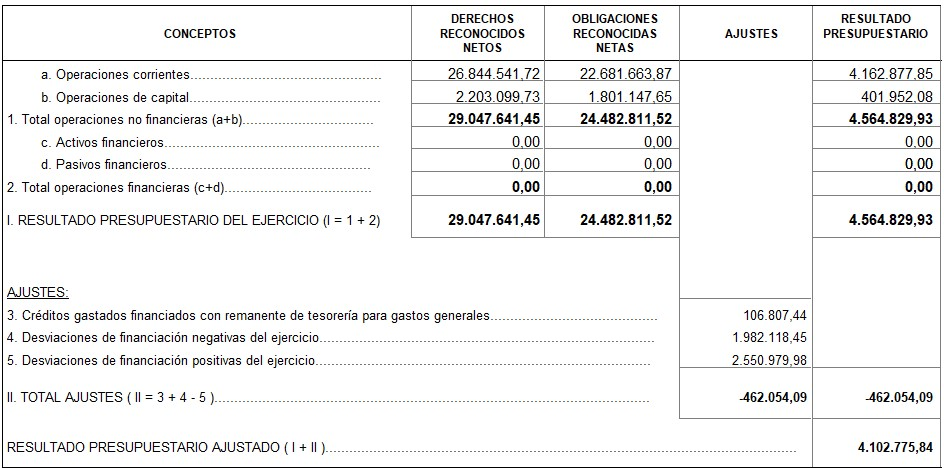 CONCEPTOS DERECHOS RECONOCIDOS NETOS OBLIGACIONES RECONOCIDAS NETAS AJUSTES RESULTADO PRESUPUESTARIO
a. Operaciones corrientes 26.844.541,72 22.681.663,87 4.162.877,85
b. Operaciones de capital 2.203.099,73 1.801.147,65 401.952,08
1. Total operaciones no financieras (a+b) 29.047.641,45 24.482.811,52 4.564.829,93
c. Activos financieros 0,00 0,00 0,00
d. Pasivos financieros 0,00 0,00 0,00
2. Total operaciones financieras (c+d) 0,00 0,00 0,00
I. RESULTADO PRESUPUESTARIO DEL EJERCICIO (I = 1 + 2) 29.047.641,45 24.482.811,52 4.564.829,93
AJUSTES:
3. Créditos gastados financiados con remanente de tesorería para gastos generales 106.807,44
4. Desviaciones de financiación negativas del ejercicio 1.982.118,45
5. Desviaciones de financiación positivas del ejercicio 2.550.979,98
II. TOTAL AJUSTES ( II = 3 + 4 - 5 ) -462.054,09 -462.054,09
RESULTADO PRESUPUESTARIO AJUSTADO ( I + II ) 4.102.775,84